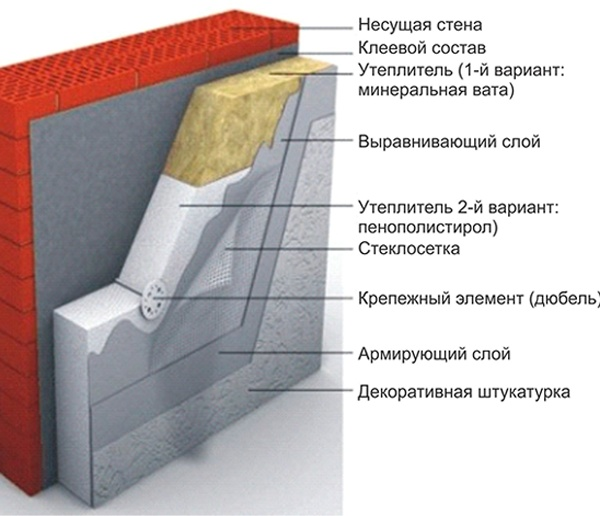 Несущая стена
Клеевой состав
Утеплитель (1-й вариант:
минеральная вата)
Выравнивающий слой
Утеплитель 2-й вариант:
пенополистирол)
Стеклосетка
Крепежный элемент (дюбель)
Армирующий слой
Декоративная штукатурка